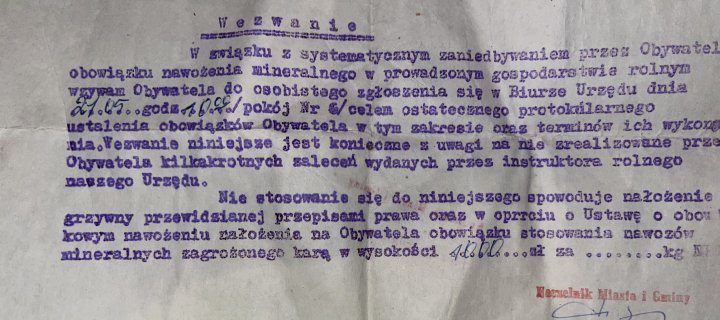 Wezwanie
W związku z systematycznym zaniedbywaniem przez Obywatel
obowiązku nawożenia mineralnego w prowadzonym gospodarstwie rolnym
wzywam Obywatela do osobistego zgłoszenia się w Biurze Urzędu dnia
21.05..godz 10.00/pokój Nr 6/celem ostatecznego protokólarnego
ustalenia obowiązków Obywatela w tym zakresie oraz terminów ich wykona
nia.Wezwanie niniejsze jest konieczne z uwagi na nie zrealizowane prze
Obywatela kilkakrotnych zaleceń wydanych przez instruktora rolnego
naszego Urzędu.
Nie stosowanie się do niniejszego spowoduje nałożenie
grzywny przewidzianej przepisami prawa oraz w oprrciu o Ustawę o obow
kowym nawożeniu nałożenia na Obywatela obowiązku stosowania nawozów
mineralnych zagrożonego karą w wysokości 1000...zł za ........kg N
Naczelnik Miasta i Gminy